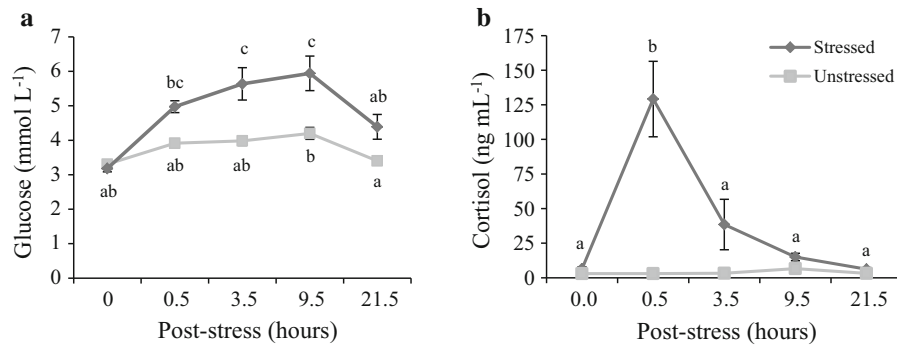 a
Glucose (mmol L⁻¹)
7
6
5
4
3
2
1
0
bc
c
c
ab
ab
ab
ab
b
a
0
0.5
3.5
9.5
21.5
Post-stress (hours)
b
Cortisol (ng mL⁻¹)
175
150
125
100
75
50
25
0
a
b
a
a
a
Stressed
Unstressed
0.0
0.5
3.5
9.5
21.5
Post-stress (hours)